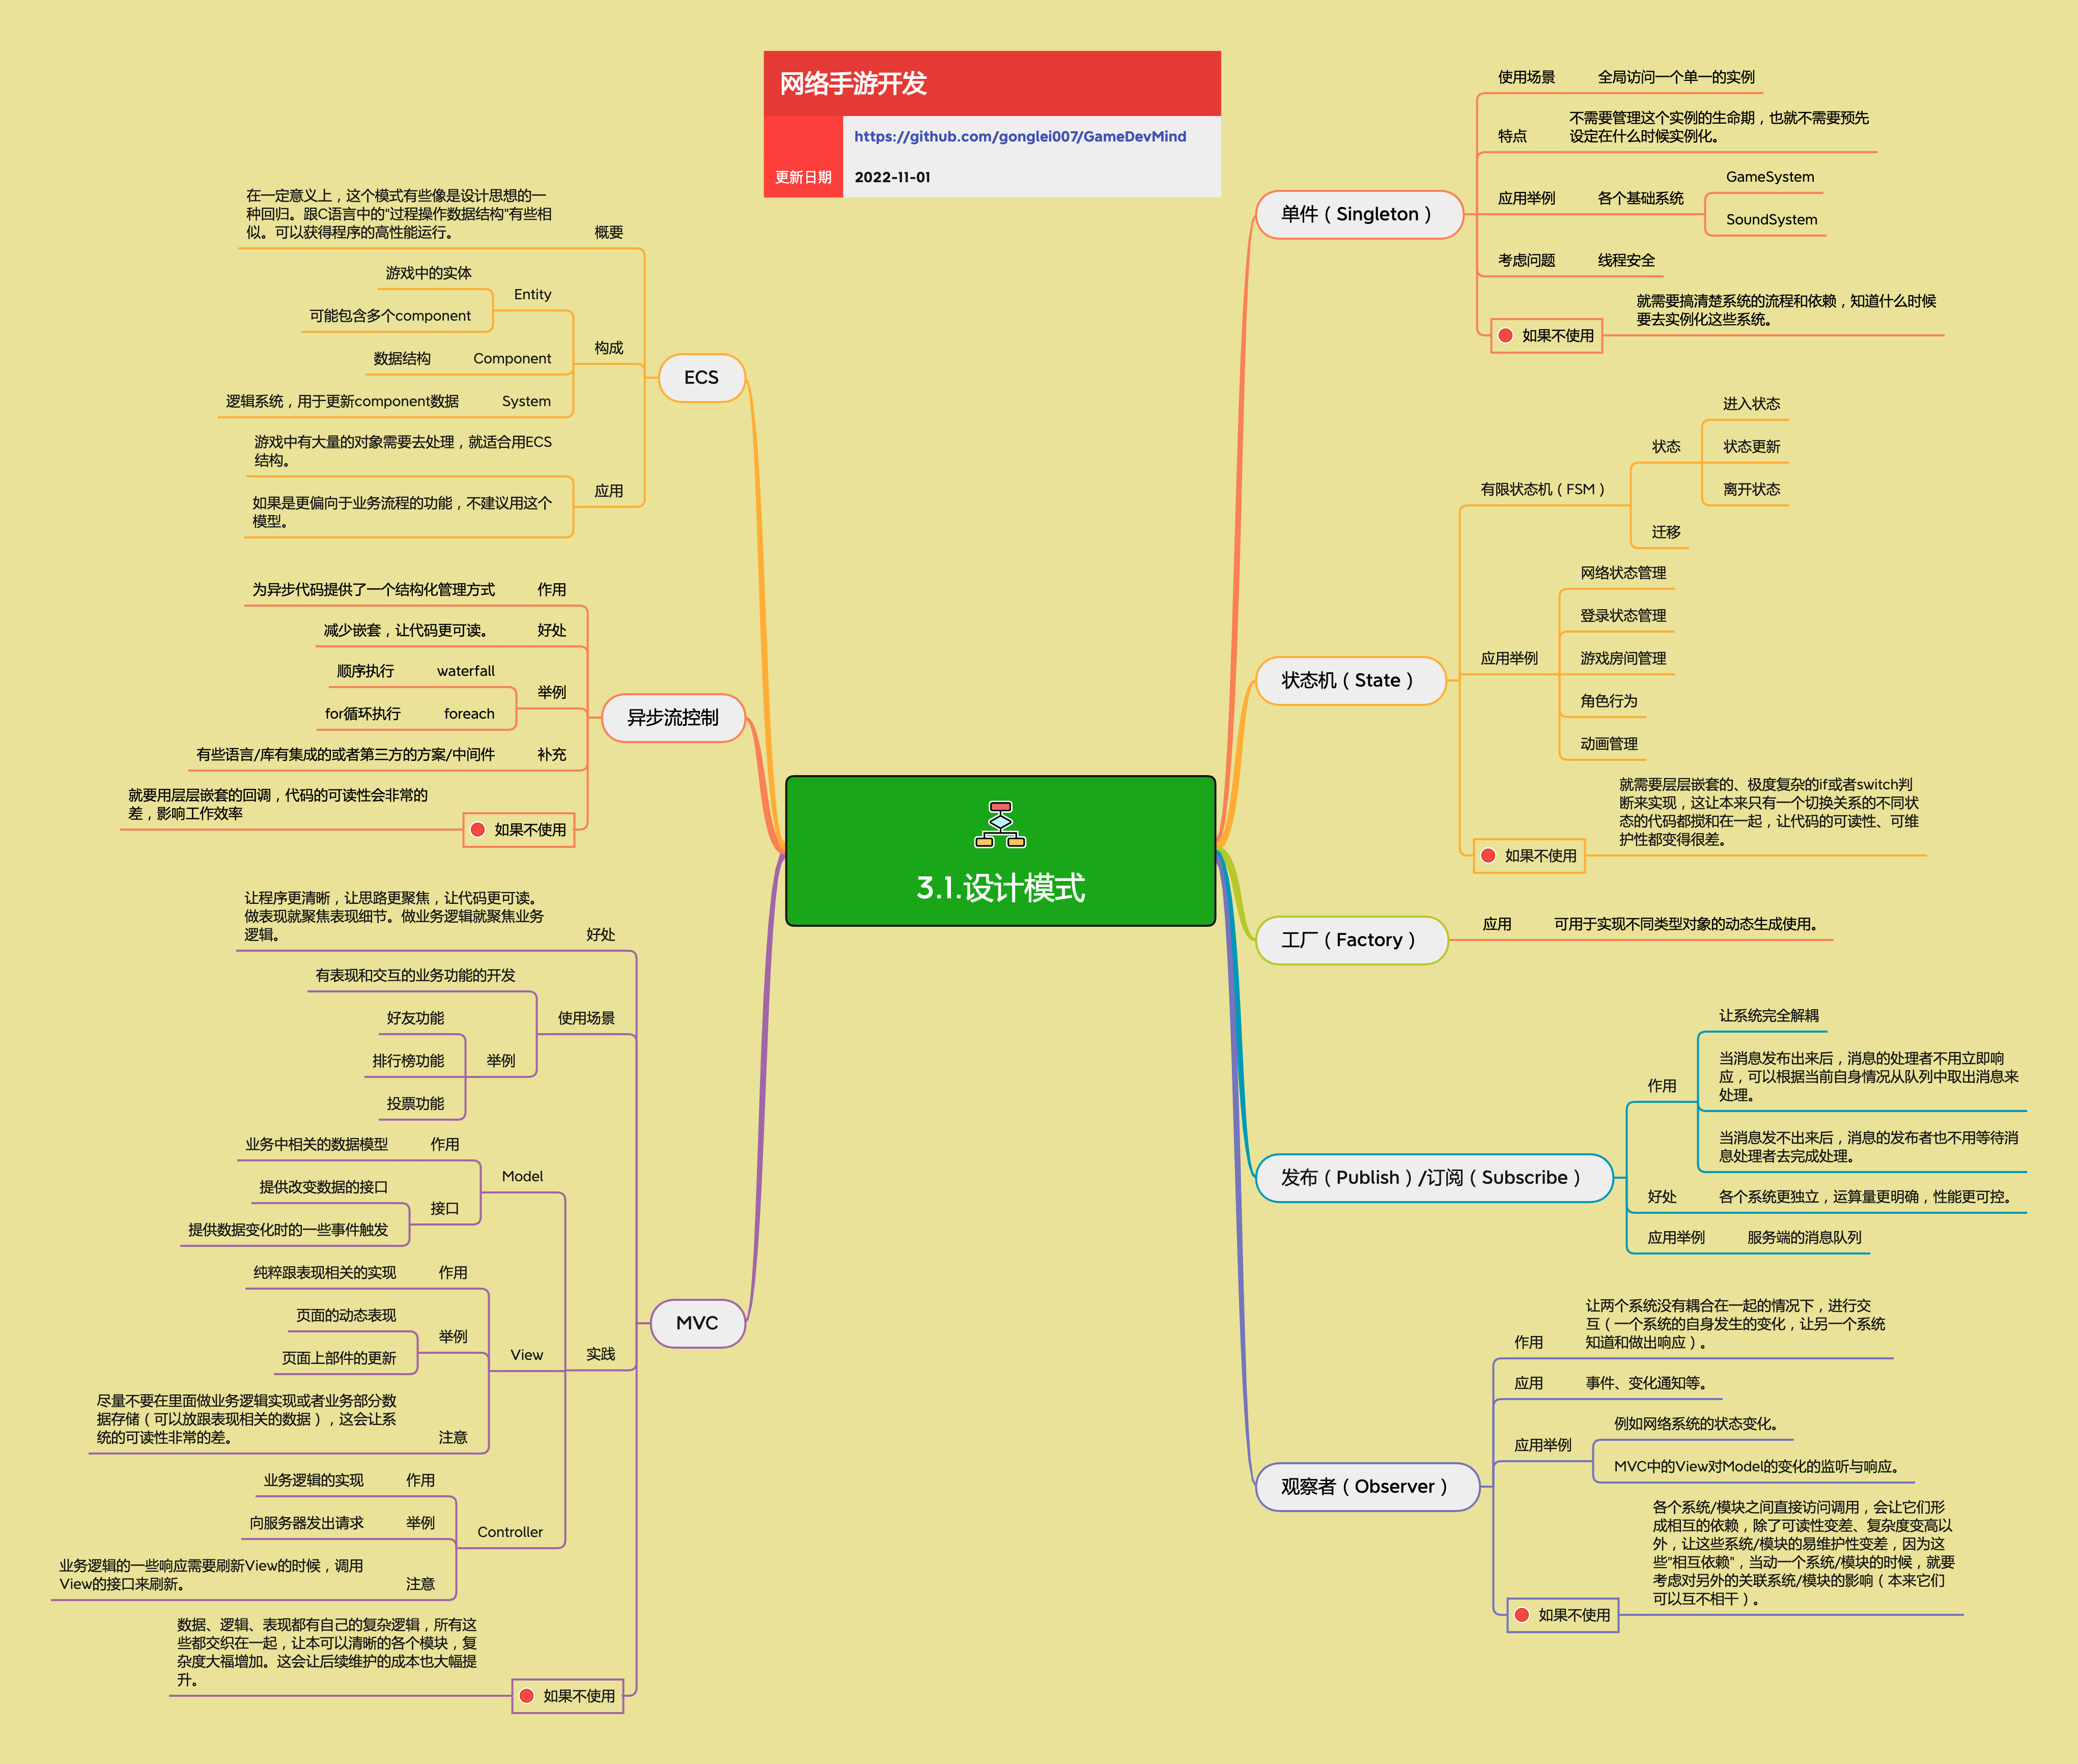 网络手游开发
https://github.com/gonglei007/GameDevMind
更新日期
2022-11-01
3.1.设计模式
单件（Singleton）
使用场景
全局访问一个单一的实例
特点
不需要管理这个实例的生命期，也就不需要预先
设定在什么时候实例化。
应用举例
各个基础系统
GameSystem
SoundSystem
考虑问题
线程安全
如果不使用
就需要搞清楚系统的流程和依赖，知道什么时候
要去实例化这些系统。
状态机（State）
有限状态机（FSM）
状态
进入状态
状态更新
离开状态
迁移
应用举例
网络状态管理
登录状态管理
游戏房间管理
角色行为
动画管理
如果不使用
就需要层层嵌套的、极度复杂的if或者switch判
断来实现，这让本来只有一个切换关系的不同状
态的代码都搅和在一起，让代码的可读性、可维
护性都变得很差。
工厂（Factory）
应用
可用于实现不同类型对象的动态生成使用。
发布（Publish）/订阅（Subscribe）
作用
让系统完全解耦
当消息发布出来后，消息的处理者不用立即响
应，可以根据当前自身情况从队列中取出消息来
处理。
当消息发不出来后，消息的发布者也不用等待消
息处理者去完成处理。
好处
各个系统更独立，运算量更明确，性能更可控。
应用举例
服务端的消息队列
观察者（Observer）
作用
让两个系统没有耦合在一起的情况下，进行交
互（一个系统的自身发生的变化，让另一个系统
知道和做出响应）。
应用
事件、变化通知等。
应用举例
例如网络系统的状态变化。
MVC中的View对Model的变化的监听与响应。
如果不使用
各个系统/模块之间直接访问调用，会让它们形
成相互的依赖，除了可读性变差、复杂度变高以
外，让这些系统/模块的易维护性变差，因为这
些"相互依赖"，当动一个系统/模块的时候，就要
考虑对另外的关联系统/模块的影响（本来它们
可以互不相干）。
ECS
概要
在一定意义上，这个模式有些像是设计思想的一
种回归。跟C语言中的"过程操作数据结构"有些相
似。可以获得程序的高性能运行。
构成
Entity
游戏中的实体
可能包含多个component
Component
数据结构
System
逻辑系统，用于更新component数据
应用
游戏中有大量的对象需要去处理，就适合用ECS
结构。
如果是更偏向于业务流程的功能，不建议用这个
模型。
异步流控制
作用
为异步代码提供了一个结构化管理方式
好处
减少嵌套，让代码更可读。
举例
waterfall
顺序执行
foreach
for循环执行
补充
有些语言/库有集成的或者第三方的方案/中间件
如果不使用
就要用层层嵌套的回调，代码的可读性会非常的
差，影响工作效率
MVC
好处
让程序更清晰，让思路更聚焦，让代码更可读。
做表现就聚焦表现细节。做业务逻辑就聚焦业务
逻辑。
使用场景
有表现和交互的业务功能的开发
举例
好友功能
排行榜功能
投票功能
实践
Model
作用
业务中相关的数据模型
接口
提供改变数据的接口
提供数据变化时的一些事件触发
View
作用
纯粹跟表现相关的实现
举例
页面的动态表现
页面上部件的更新
注意
尽量不要在里面做业务逻辑实现或者业务部分数
据存储（可以放跟表现相关的数据），这会让系
统的可读性非常的差。
Controller
作用
业务逻辑的实现
举例
向服务器发出请求
注意
业务逻辑的一些响应需要刷新View的时候，调用
View的接口来刷新。
如果不使用
数据、逻辑、表现都有自己的复杂逻辑，所有这
些都交织在一起，让本可以清晰的各个模块，复
杂度大福增加。这会让后续维护的成本也大幅提
升。